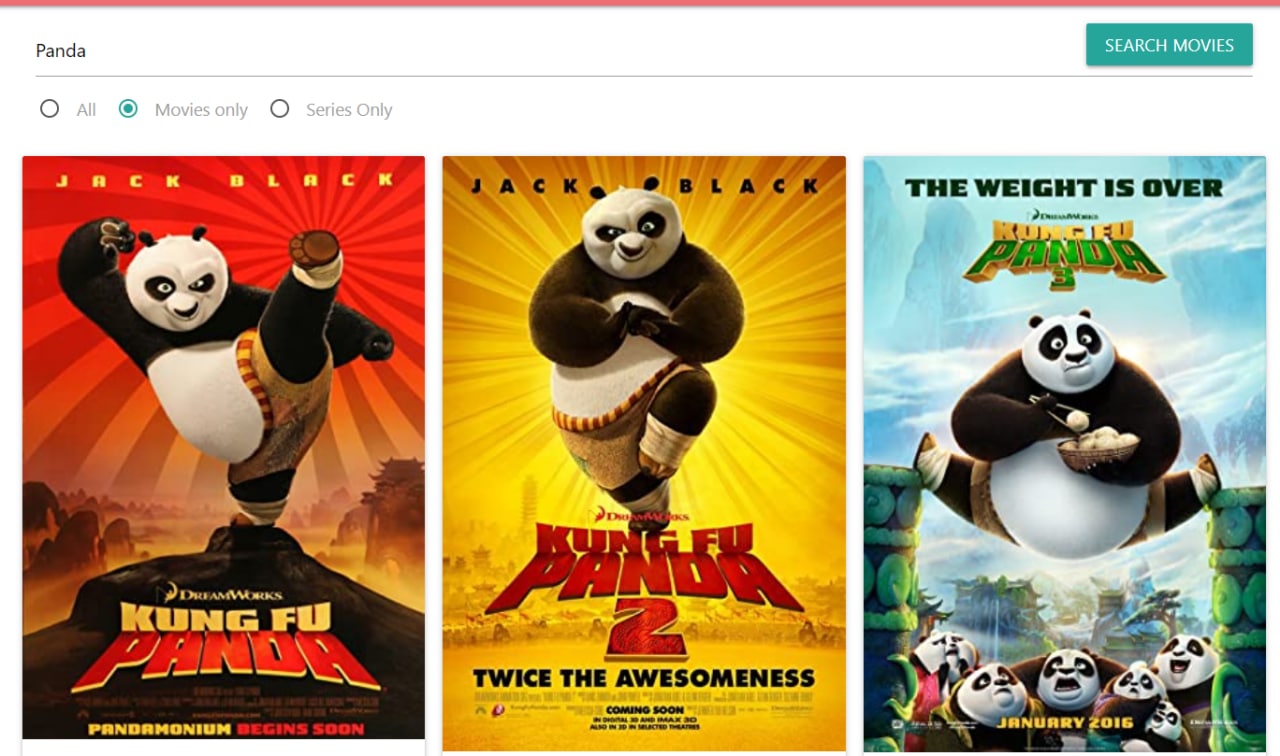 Panda
SEARCH MOVIES
All
Movies only
Series Only
JACK BLACK
DREAMWORKS
KUNG FU
PANDA
PANDAMONIUM BEGINS SOON
JACK BLACK
DREAMWORKS
KUNG FU
PANDA
2
TWICE THE AWESOMENESS
COMING SOON
IN DIGITAL 3D AND IMAX 3D
ALSO IN 2D IN SELECTED THEATRES
THE WEIGHT IS OVER
DREAMWORKS
KUNG FU
PANDA
3
JANUARY 2016